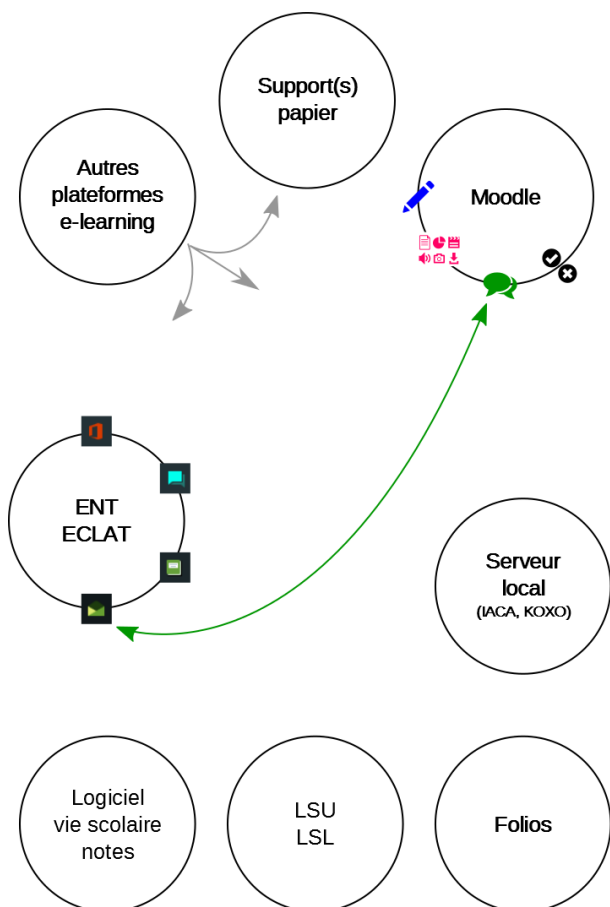 Support(s)
papier
Autres
plateformes
e-learning
Moodle
ENT
ECLAT
Serveur
local
(IACA, KOXO)
Logiciel
vie scolaire
notes
LSU
LSL
Folios